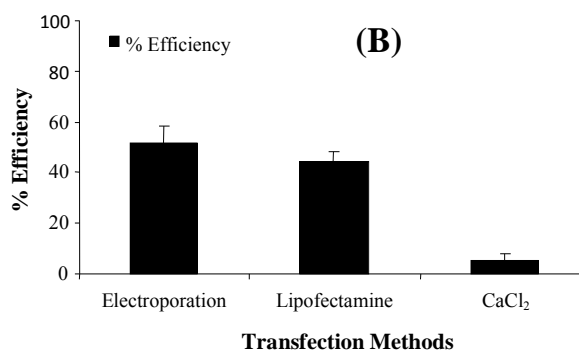 (B)
% Efficiency
% Efficiency
100
80
60
40
20
0
Electroporation Lipofectamine CaCl₂
Transfection Methods